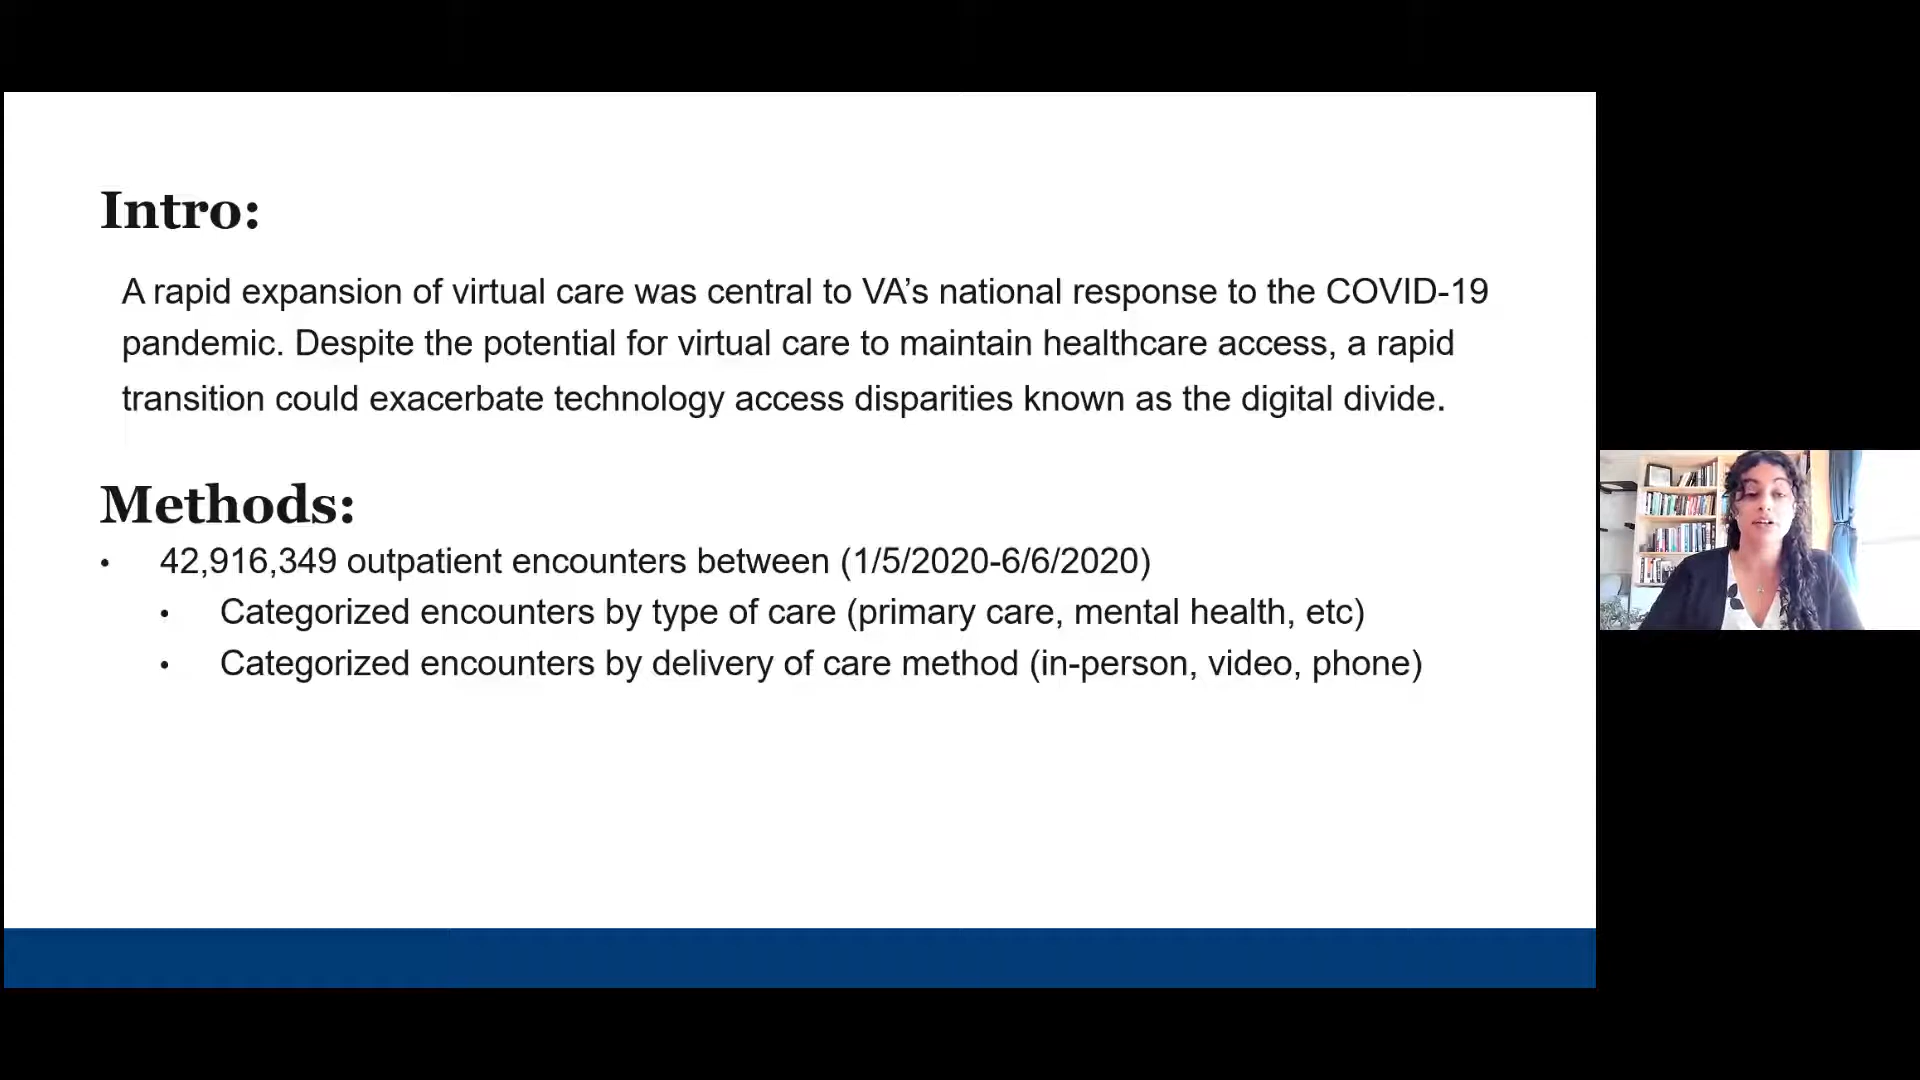 Intro:
A rapid expansion of virtual care was central to VA’s national response to the COVID-19
pandemic. Despite the potential for virtual care to maintain healthcare access, a rapid
transition could exacerbate technology access disparities known as the digital divide.
Methods:
• 42,916,349 outpatient encounters between (1/5/2020-6/6/2020)
• Categorized encounters by type of care (primary care, mental health, etc)
• Categorized encounters by delivery of care method (in-person, video, phone)